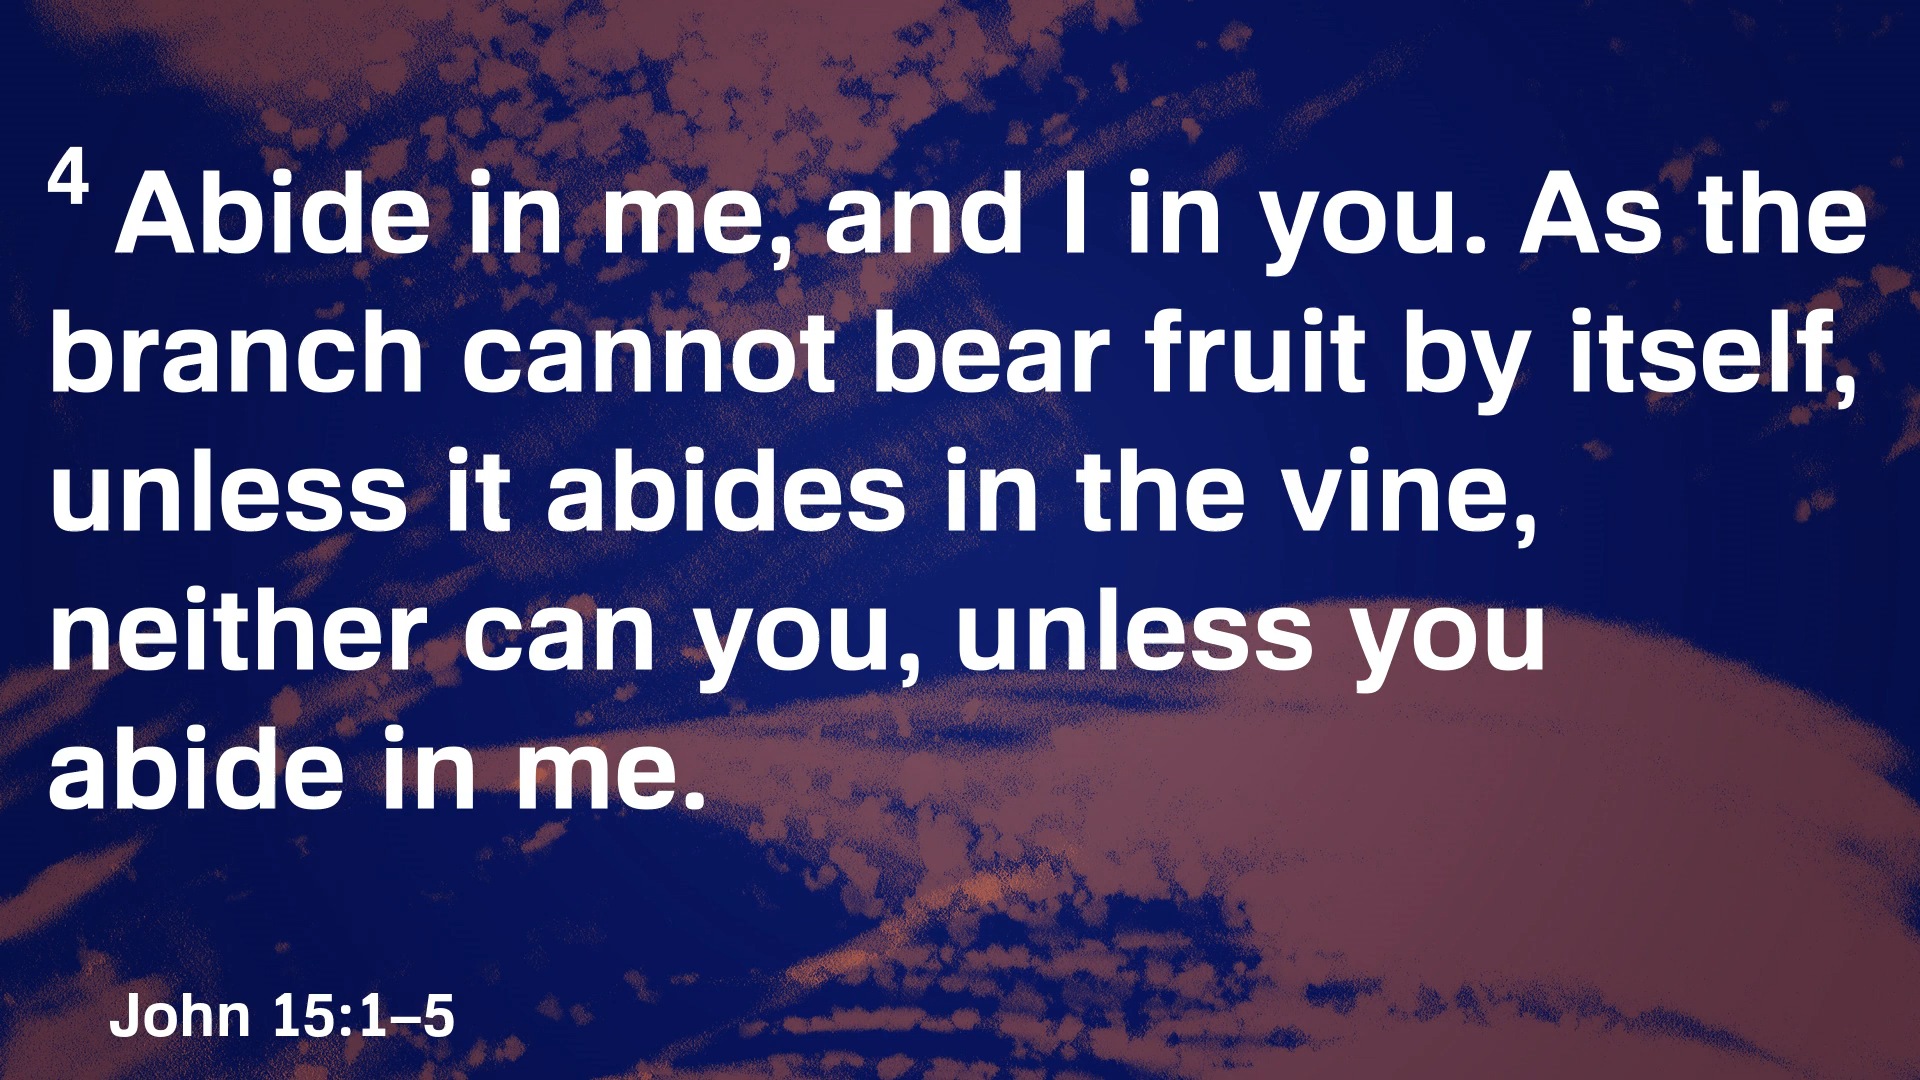 4 Abide in me, and I in you. As the
branch cannot bear fruit by itself,
unless it abides in the vine,
neither can you, unless you
abide in me.
John 15:1–5